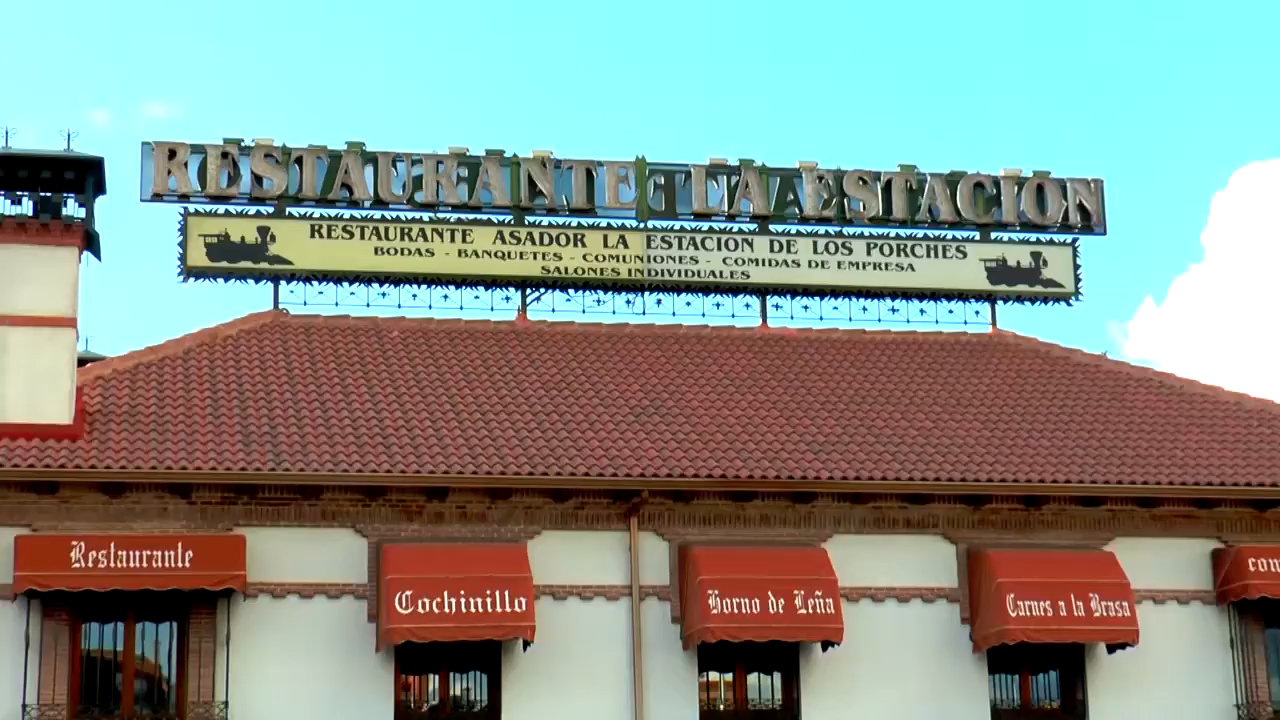 RESTAURANTE LA ESTACIÓN
RESTAURANTE ASADOR LA ESTACION DE LOS PORCHES
BODAS - BANQUETES - COMUNIONES - COMIDAS DE EMPRESA
SALONES INDIVIDUALES
Restaurante
Cochinillo
Horno de Leña
Carnes a la Brasa